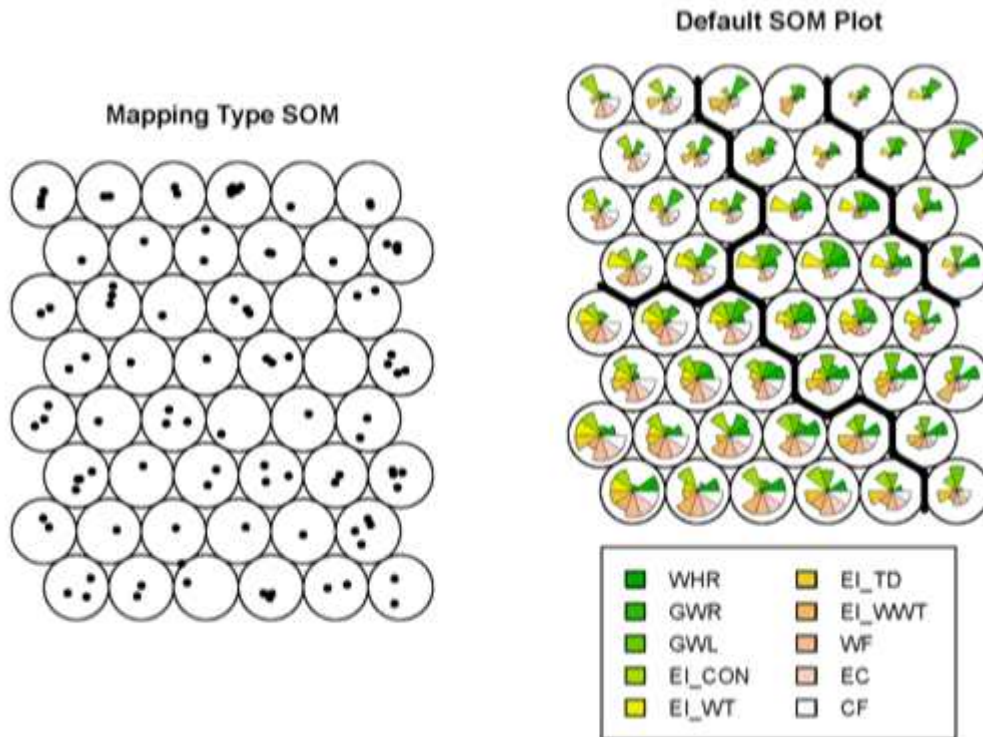 Default SOM Plot
Mapping Type SOM
WHR
GWR
GWL
EI_CON
EI_WT
EI_TD
EI_WWT
WF
EC
CF